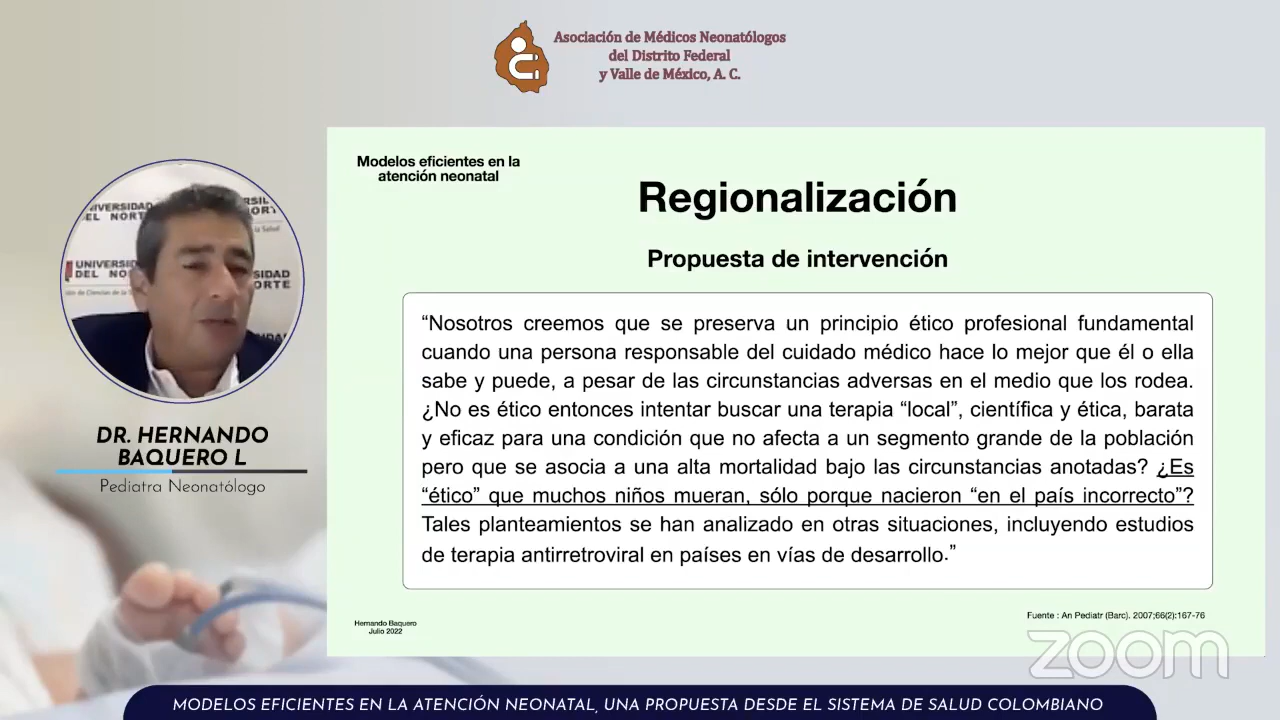 Asociación de Médicos Neonatólogos
del Distrito Federal
y Valle de México, A. C.
Modelos eficientes en la
atención neonatal
Regionalización
Propuesta de intervención
“Nosotros creemos que se preserva un principio ético profesional fundamental
cuando una persona responsable del cuidado médico hace lo mejor que él o ella
sabe y puede, a pesar de las circunstancias adversas en el medio que los rodea.
¿No es ético entonces intentar buscar una terapia “local”, científica y ética, barata
y eficaz para una condición que no afecta a un segmento grande de la población
pero que se asocia a una alta mortalidad bajo las circunstancias anotadas? ¿Es
“ético” que muchos niños mueran, sólo porque nacieron “en el país incorrecto”?
Tales planteamientos se han analizado en otras situaciones, incluyendo estudios
de terapia antirretroviral en países en vías de desarrollo.”
Fuente : An Pediatr (Barc). 2007;66(2):167-76
Hernando Baquero
Julio 2022
zoom
UNIVERSIDAD
DEL NORTE
DR. HERNANDO
BAQUERO L
Pediatra Neonatólogo
MODELOS EFICIENTES EN LA ATENCIÓN NEONATAL, UNA PROPUESTA DESDE EL SISTEMA DE SALUD COLOMBIANO